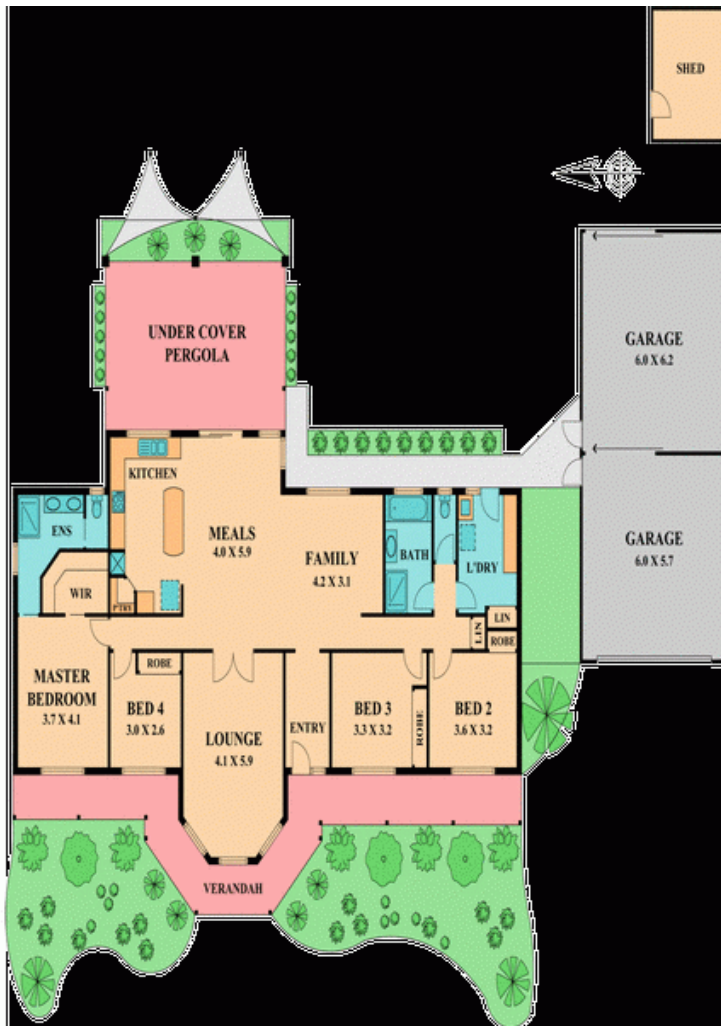 SHED
UNDER COVER
PERGOLA
GARAGE
6.0 X 6.2
KITCHEN
ENS
MEALS
4.0 X 5.9
FAMILY
4.2 X 3.1
BATH
L'DRY
GARAGE
6.0 X 5.7
WIR
P'TRY
LIN
LIN
ROBE
MASTER
BEDROOM
3.7 X 4.1
ROBE
BED 4
3.0 X 2.6
LOUNGE
4.1 X 5.9
ENTRY
BED 3
3.3 X 3.2
ROBE
BED 2
3.6 X 3.2
VERANDAH